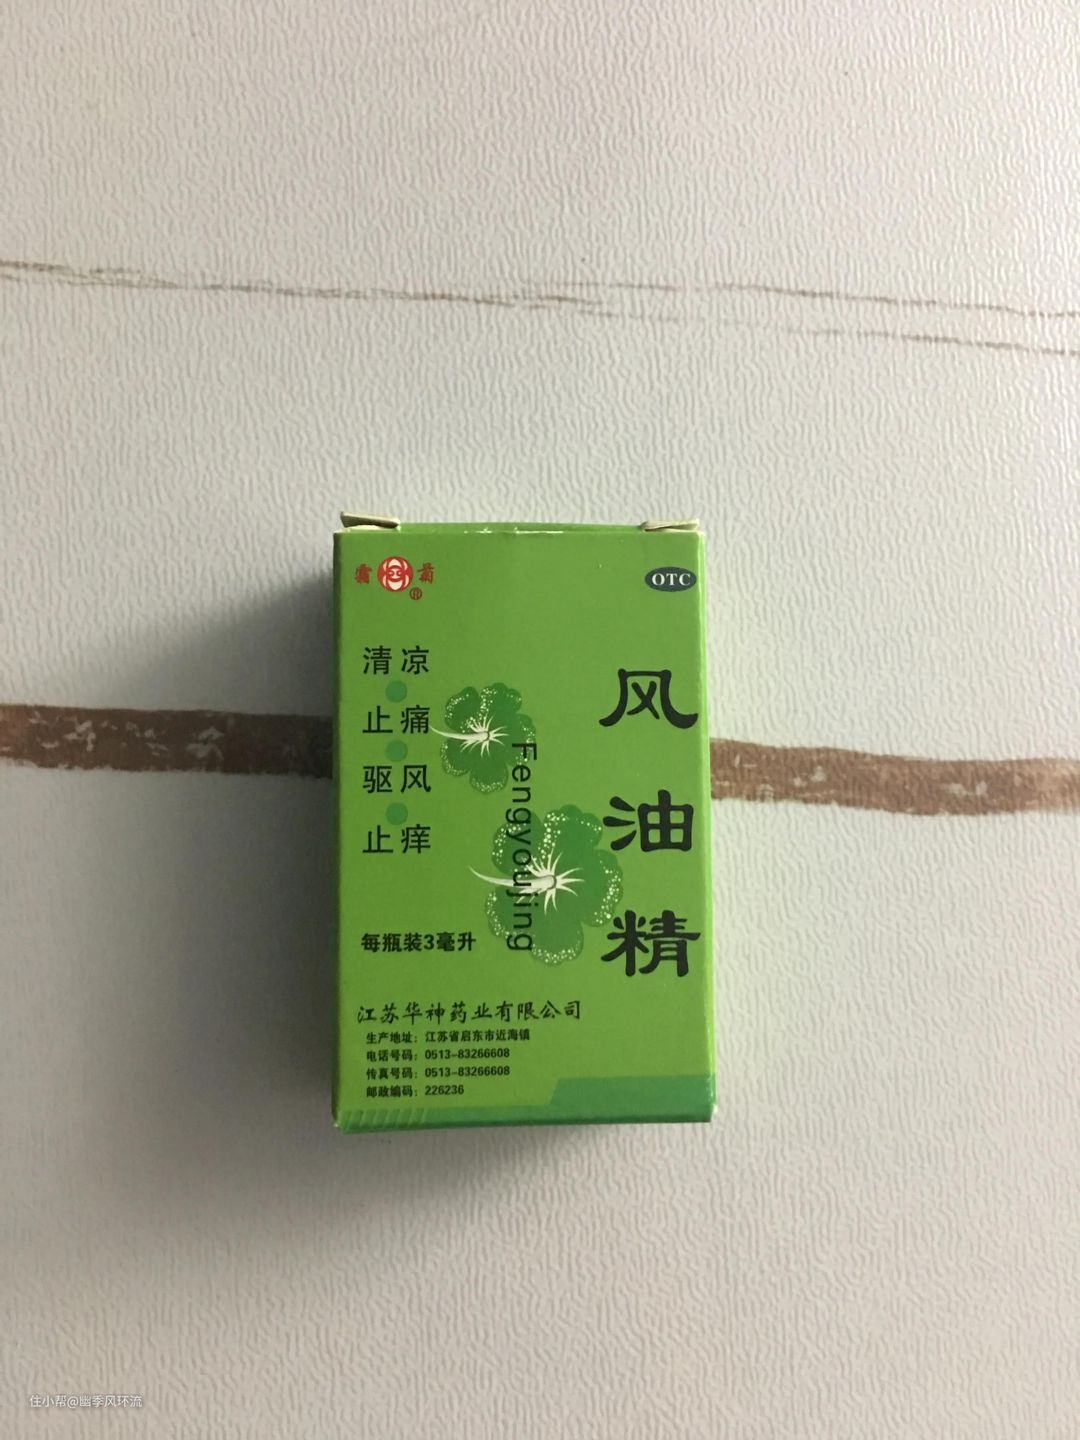 霜菊
®
OTC
清凉
止痛
驱风
止痒
Fengyoujing
风油精
每瓶装3毫升
江苏华神药业有限公司
生产地址：江苏省启东市近海镇
电话号码：0513-83266608
传真号码：0513-83266608
邮政编码：226236
住小帮@幽季风环流